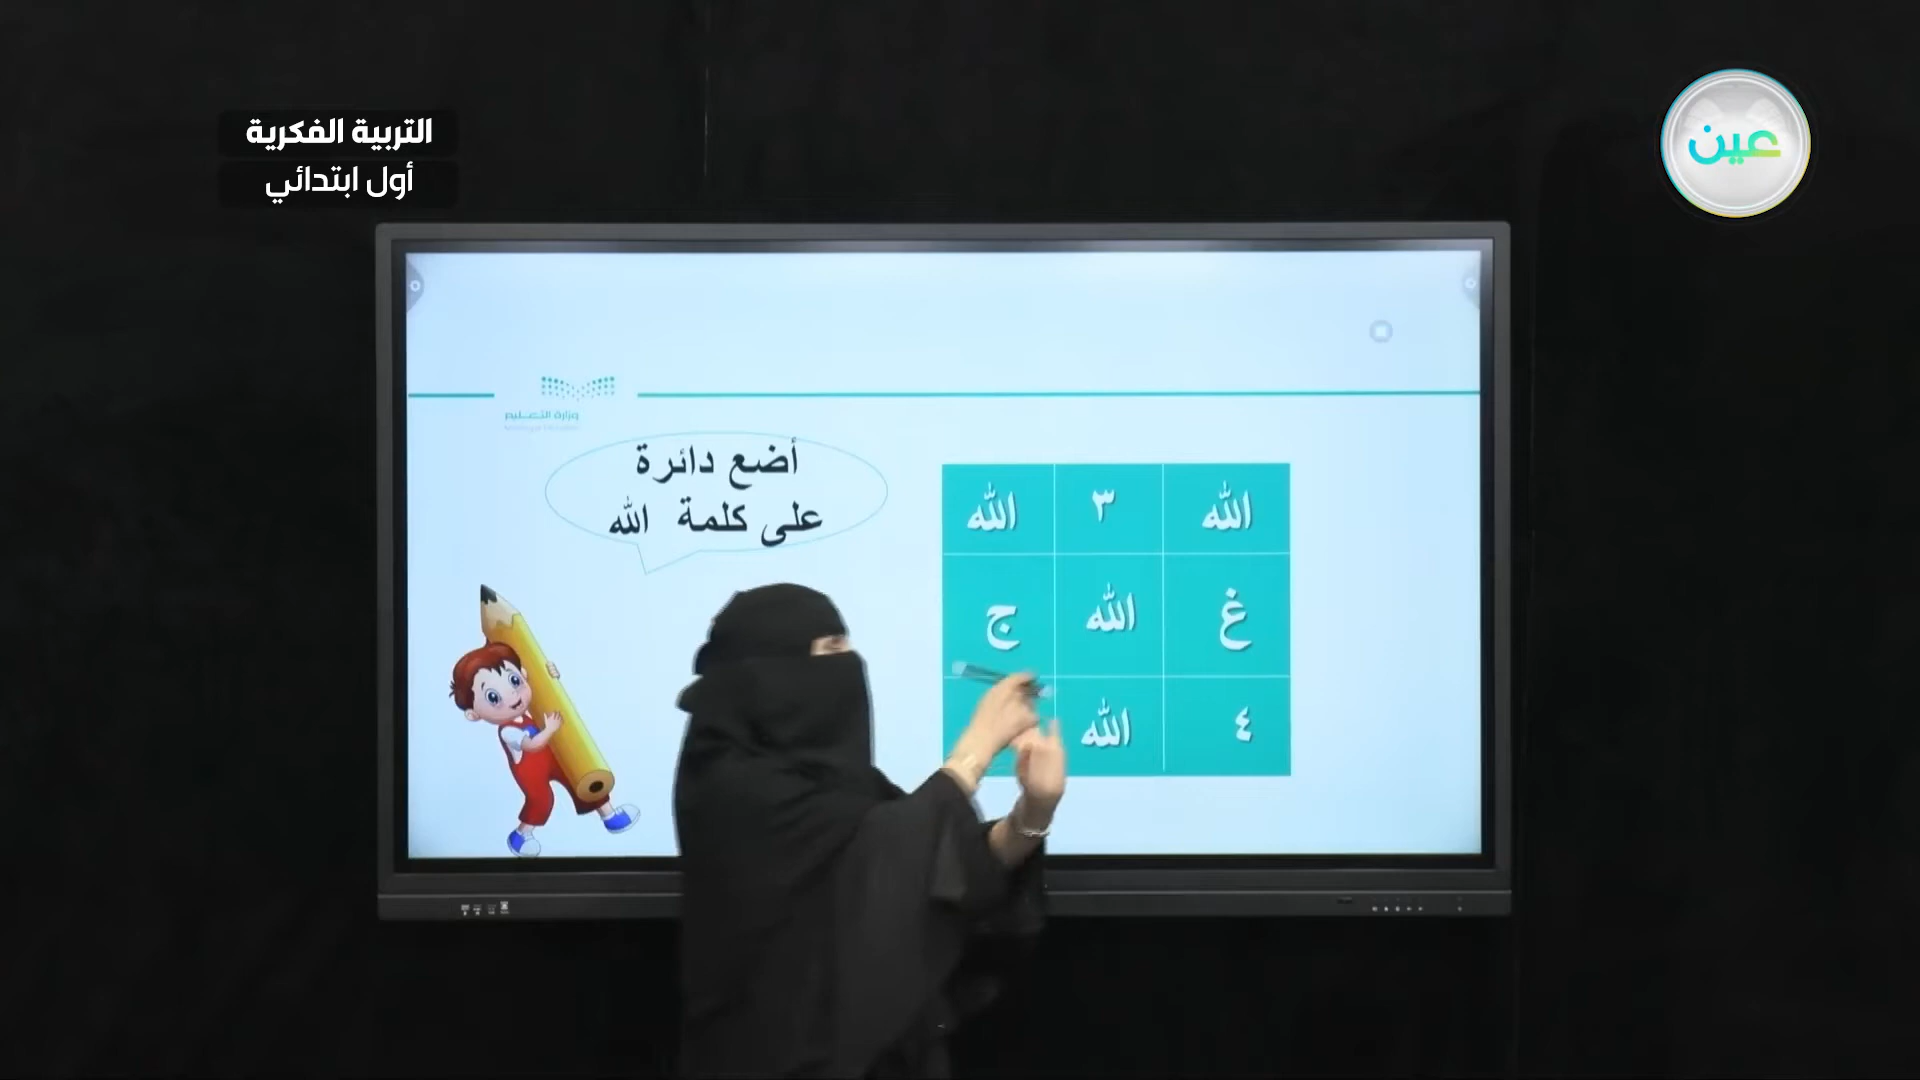 التربية الفكرية
أول ابتدائي
عين
وزارة التعليم
أضع دائرة
على كلمة الله
الله ٣ الله
غ الله ج
٤ الله